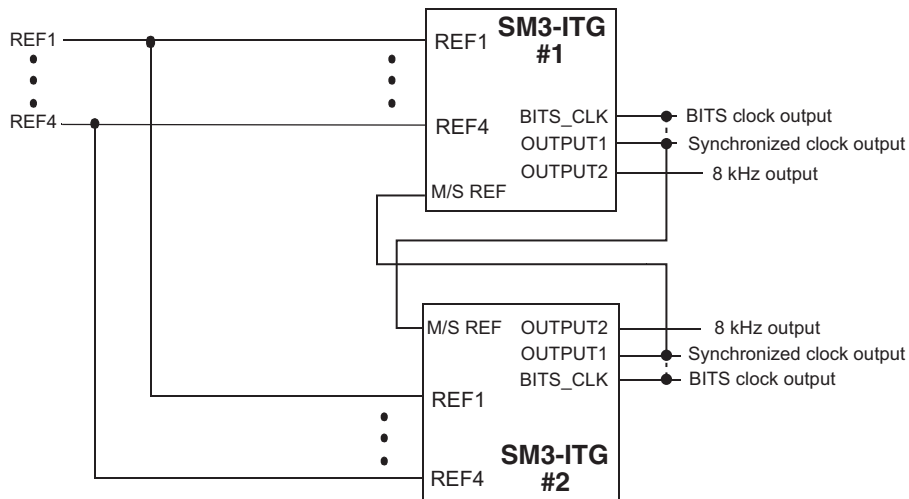 REF1
REF4
REF1
SM3-ITG
#1
REF4
BITS_CLK
OUTPUT1
OUTPUT2
M/S REF
BITS clock output
Synchronized clock output
8 kHz output
M/S REF
OUTPUT2
OUTPUT1
BITS_CLK
REF1
SM3-ITG
#2
REF4
8 kHz output
Synchronized clock output
BITS clock output